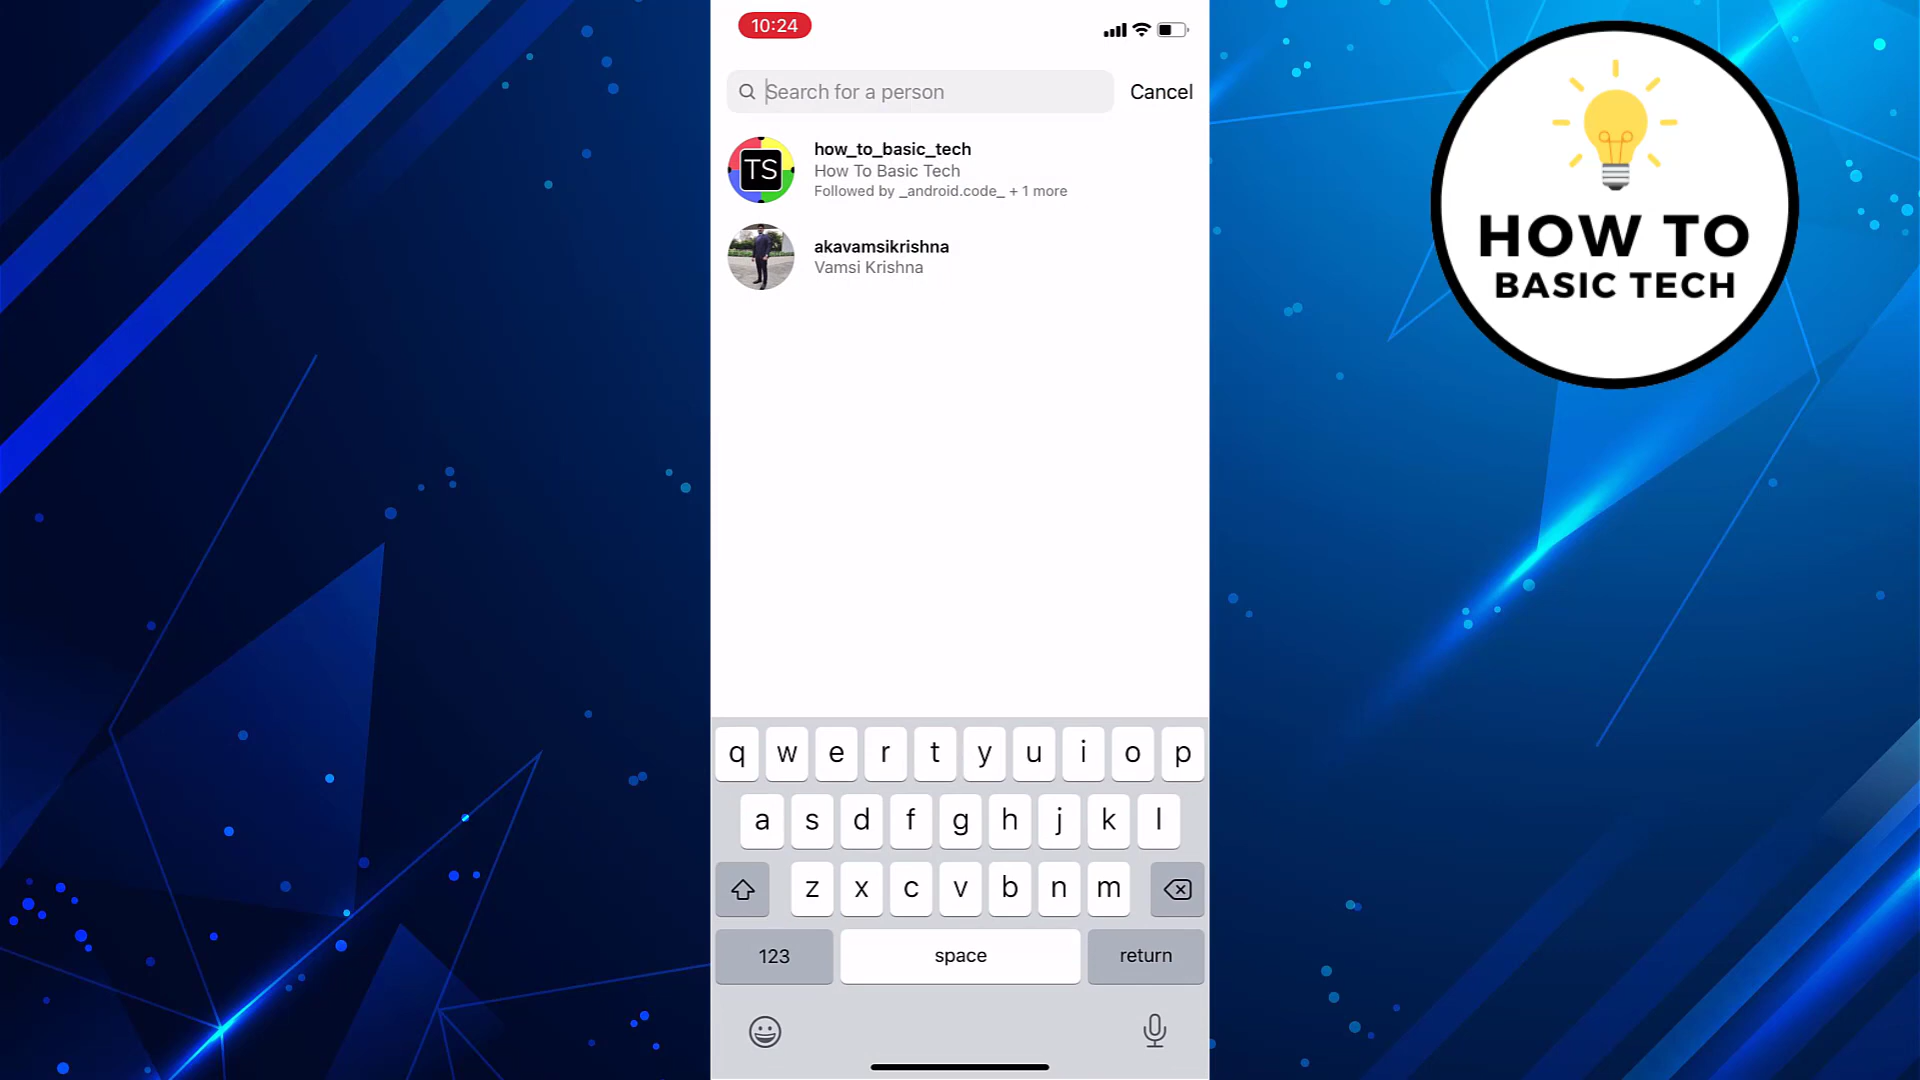 10:24
Search for a person
Cancel
TS
how_to_basic_tech
How To Basic Tech
Followed by _android.code_ + 1 more
akavamsikrishna
Vamsi Krishna
HOW TO
BASIC TECH
q w e r t y u i o p
a s d f g h j k l
z x c v b n m
123 space return